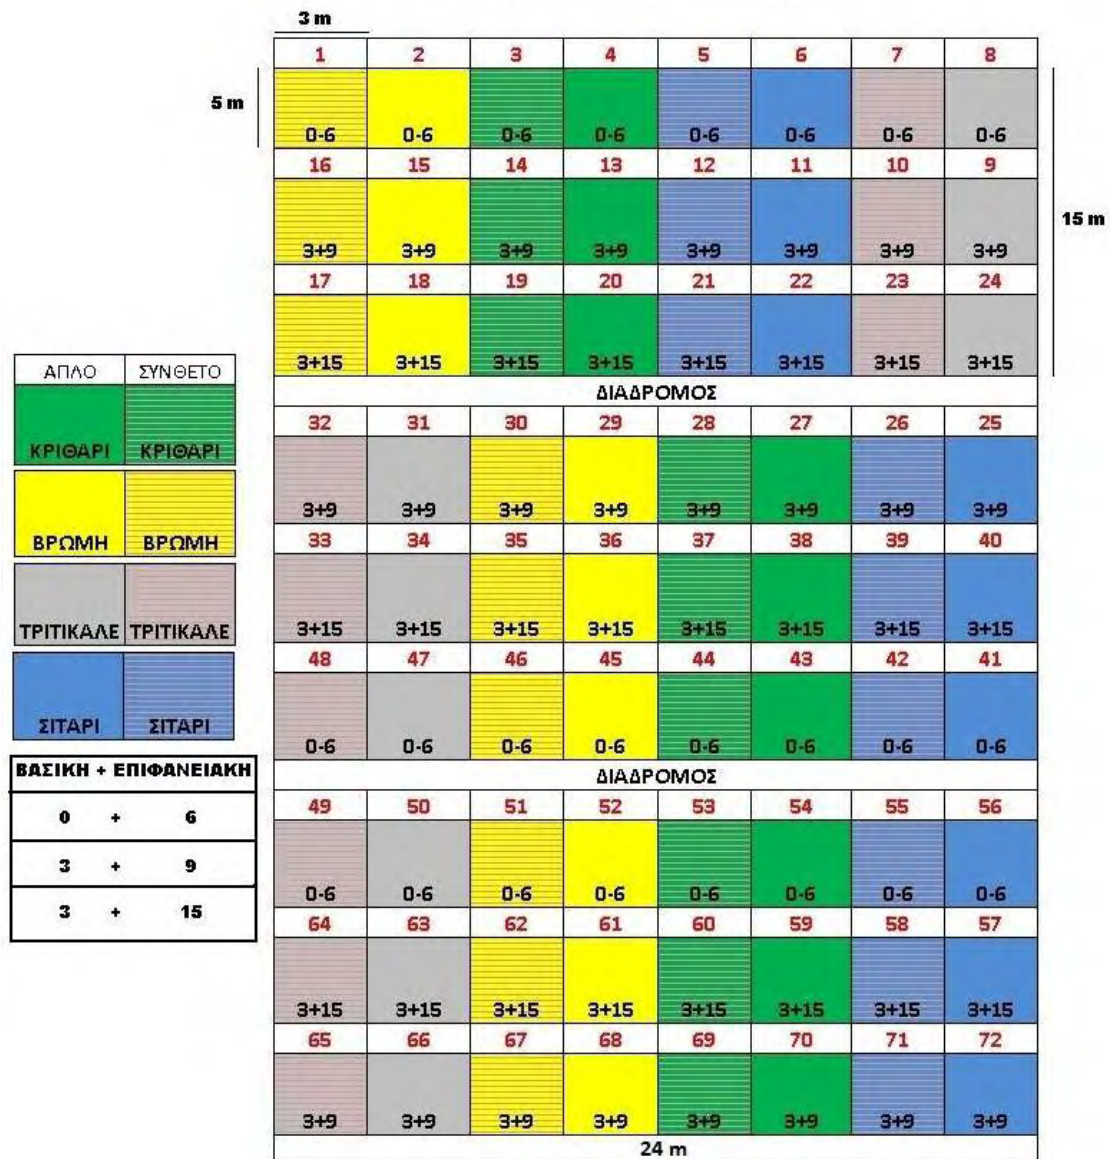 3 m
1 2 3 4 5 6 7 8
5 m
0-6 0-6 0-6 0-6 0-6 0-6 0-6 0-6
16 15 14 13 12 11 10 9
15 m
3+9 3+9 3+9 3+9 3+9 3+9 3+9 3+9
17 18 19 20 21 22 23 24
3+15 3+15 3+15 3+15 3+15 3+15 3+15 3+15
ΔΙΑΔΡΟΜΟΣ
32 31 30 29 28 27 26 25
3+9 3+9 3+9 3+9 3+9 3+9 3+9 3+9
33 34 35 36 37 38 39 40
3+15 3+15 3+15 3+15 3+15 3+15 3+15 3+15
48 47 46 45 44 43 42 41
0-6 0-6 0-6 0-6 0-6 0-6 0-6 0-6
ΔΙΑΔΡΟΜΟΣ
49 50 51 52 53 54 55 56
0-6 0-6 0-6 0-6 0-6 0-6 0-6 0-6
64 63 62 61 60 59 58 57
3+15 3+15 3+15 3+15 3+15 3+15 3+15 3+15
65 66 67 68 69 70 71 72
3+9 3+9 3+9 3+9 3+9 3+9 3+9 3+9
24 m
ΑΠΛΟ ΣΥΝΘΕΤΟ
ΚΡΙΘΑΡΙ ΚΡΙΘΑΡΙ
ΒΡΩΜΗ ΒΡΩΜΗ
ΤΡΙΤΙΚΑΛΕ ΤΡΙΤΙΚΑΛΕ
ΣΙΤΑΡΙ ΣΙΤΑΡΙ
ΒΑΣΙΚΗ + ΕΠΙΦΑΝΕΙΑΚΗ
0 + 6
3 + 9
3 + 15